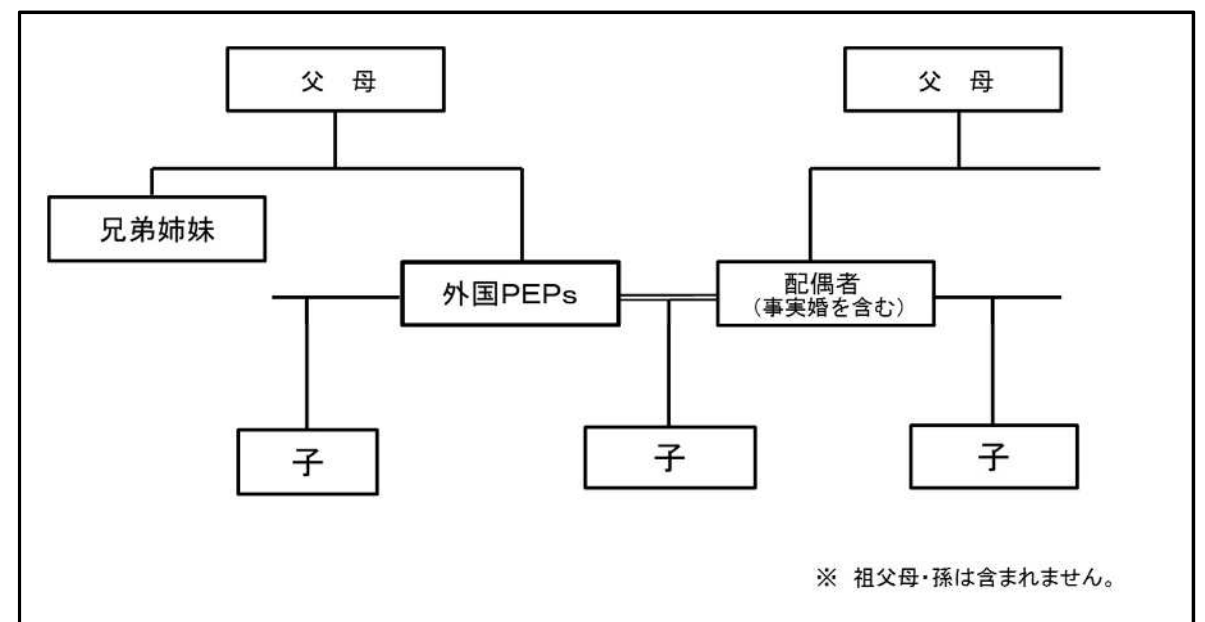 父　母
父　母
兄弟姉妹
外国PEPs
配偶者
（事実婚を含む）
子
子
子
※　祖父母・孫は含まれません。